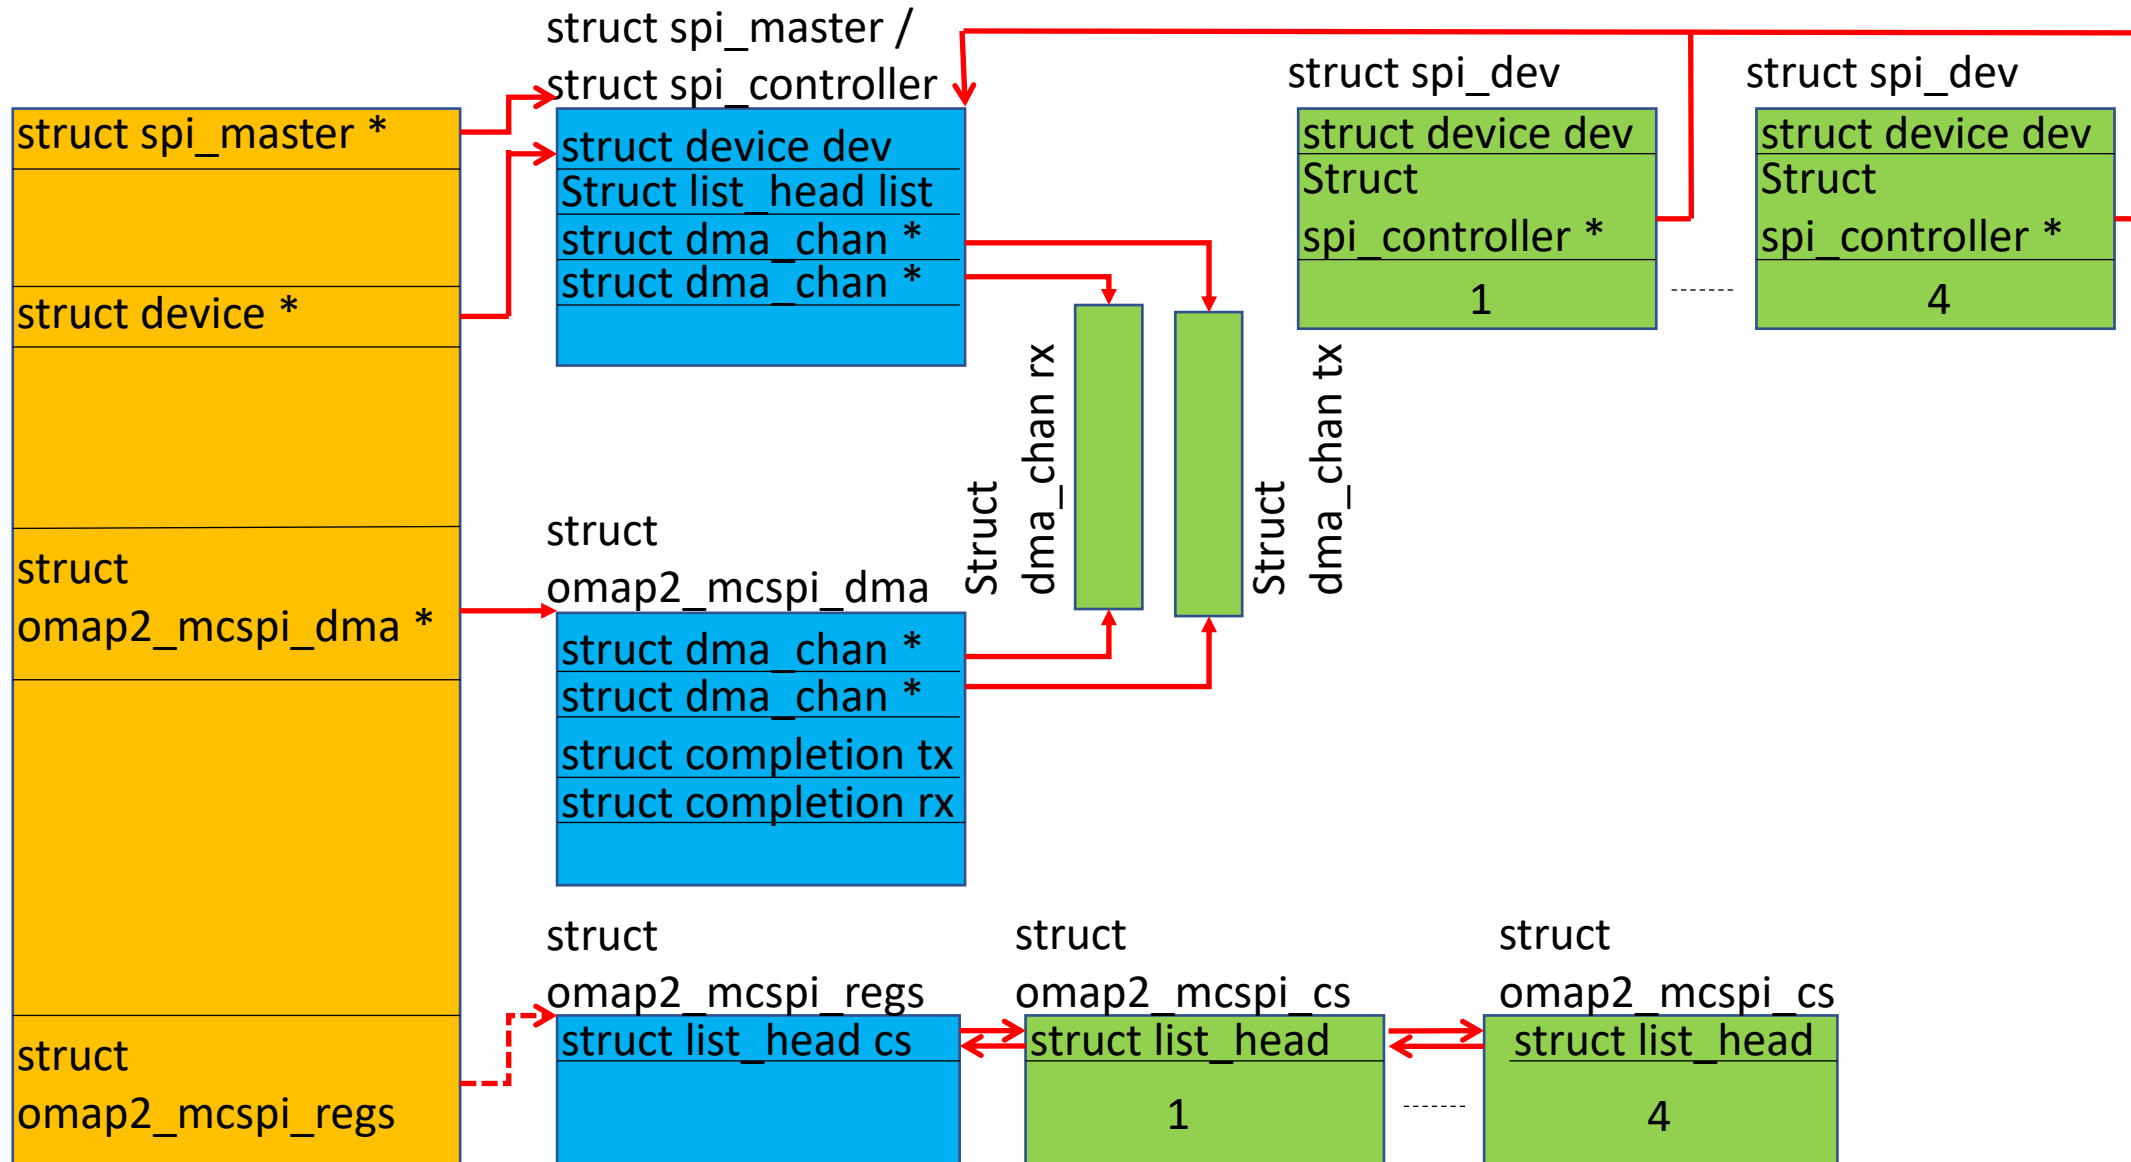 struct spi_master /
struct spi_controller
struct spi_master *
struct device *
struct
omap2_mcspi_dma *
struct
omap2_mcspi_regs
struct device dev
Struct list_head list
struct dma_chan *
struct dma_chan *
struct spi_dev
struct device dev
Struct
spi_controller *
1
struct spi_dev
struct device dev
Struct
spi_controller *
4
Struct
dma_chan rx
Struct
dma_chan tx
struct
omap2_mcspi_dma
struct dma_chan *
struct dma_chan *
struct completion tx
struct completion rx
struct
omap2_mcspi_regs
struct list_head cs
struct
omap2_mcspi_cs
struct list_head
1
struct
omap2_mcspi_cs
struct list_head
4